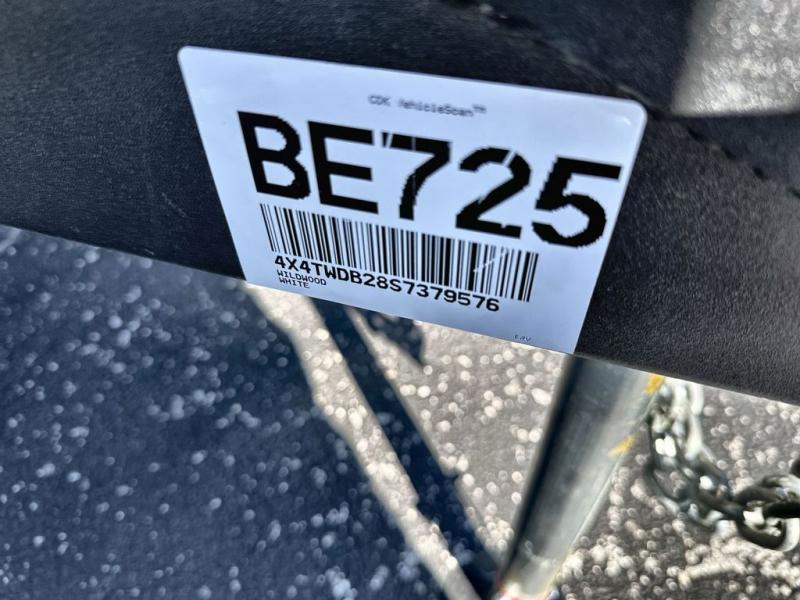 CDK VehicleScan™
BE725
4X4TWDB28S7379576
WILDWOOD
WHITE